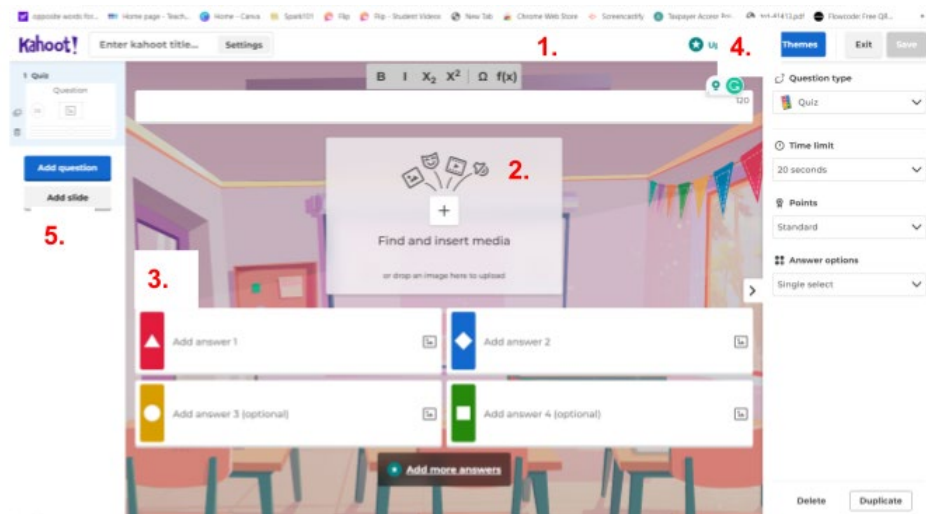 opposite words for...
Home page - Teach...
Home - Canva
Spark101
Flip
Flip - Student Videos
New Tab
Chrome Web Store
Screencastify
Taxpayer Access
Flowcode: Free QR...
Kahoot!
Enter kahoot title...
Settings
1.
4.
Themes
Exit
Save
1 Quiz
Question
Add question
Add slide
5.
B I X2 X² Ω f(x)
120
2.
+
Find and insert media
or drop an image here to upload
3.
Add answer 1
Add answer 2
Add answer 3 (optional)
Add answer 4 (optional)
Add more answers
Question type
Quiz
Time limit
20 seconds
Points
Standard
Answer options
Single select
Delete
Duplicate